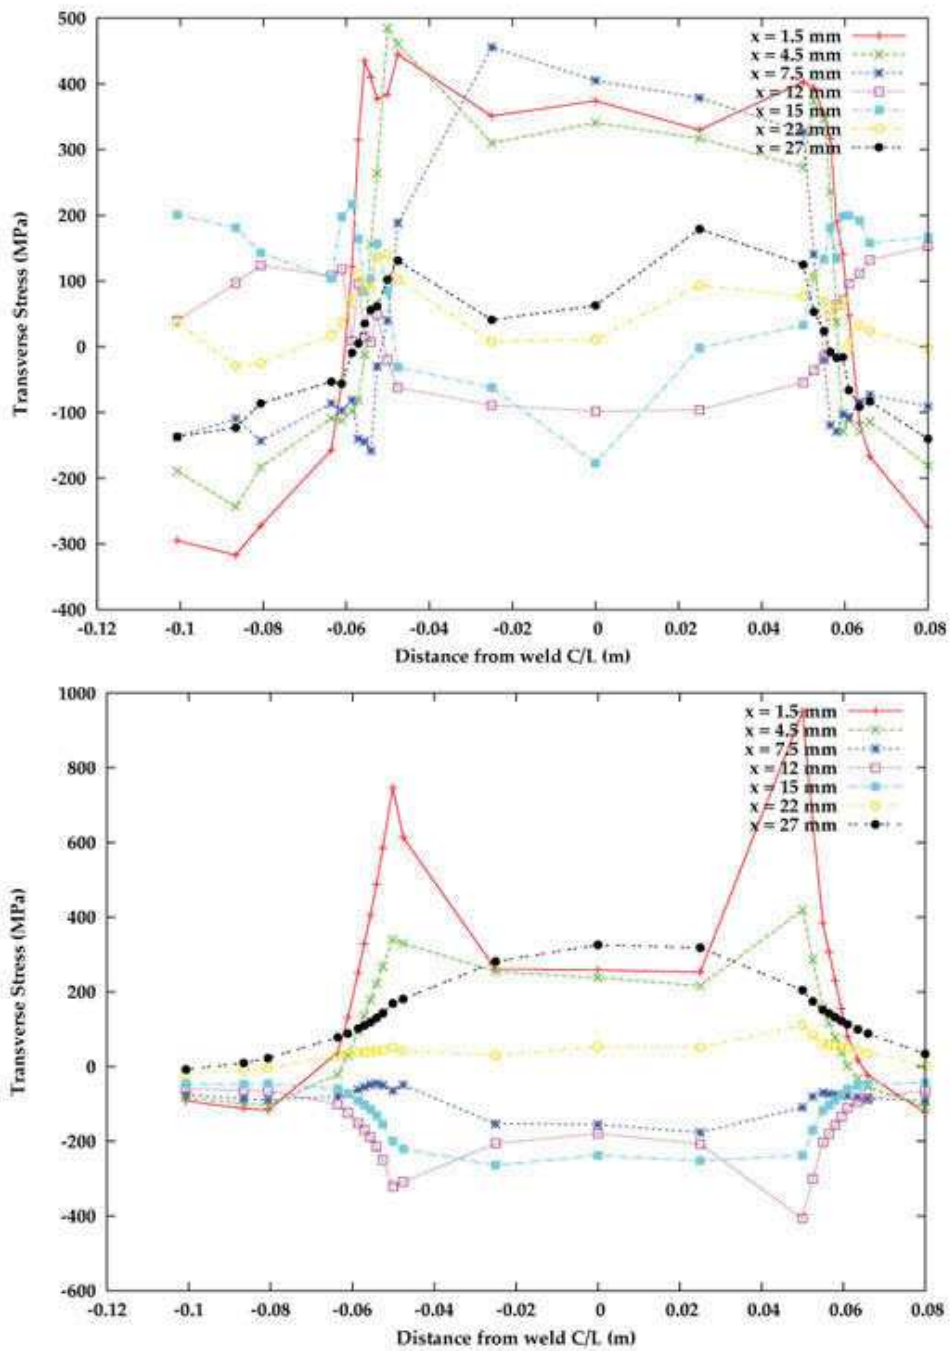 500
400
300
200
100
0
-100
-200
-300
-400
Transverse Stress (MPa)
x = 1.5 mm
x = 4.5 mm
x = 7.5 mm
x = 12 mm
x = 15 mm
x = 22 mm
x = 27 mm
-0.12 -0.1 -0.08 -0.06 -0.04 -0.02 0 0.02 0.04 0.06 0.08
Distance from weld C/L (m)
1000
800
600
400
200
0
-200
-400
-600
Transverse Stress (MPa)
x = 1.5 mm
x = 4.5 mm
x = 7.5 mm
x = 12 mm
x = 15 mm
x = 22 mm
x = 27 mm
-0.12 -0.1 -0.08 -0.06 -0.04 -0.02 0 0.02 0.04 0.06 0.08
Distance from weld C/L (m)